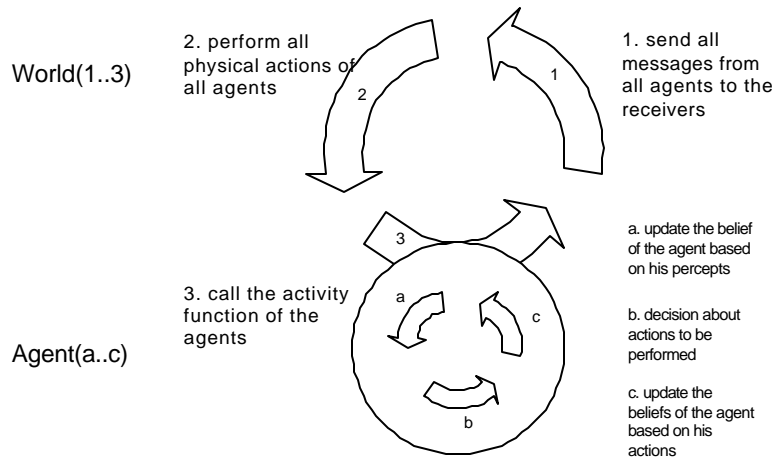 World(1..3)
2. perform all
physical actions of
all agents
2
1
1. send all
messages from
all agents to the
receivers
3
3. call the activity
function of the
agents
Agent(a..c)
a
c
b
a. update the belief
of the agent based
on his percepts
b. decision about
actions to be
performed
c. update the
beliefs of the agent
based on his
actions